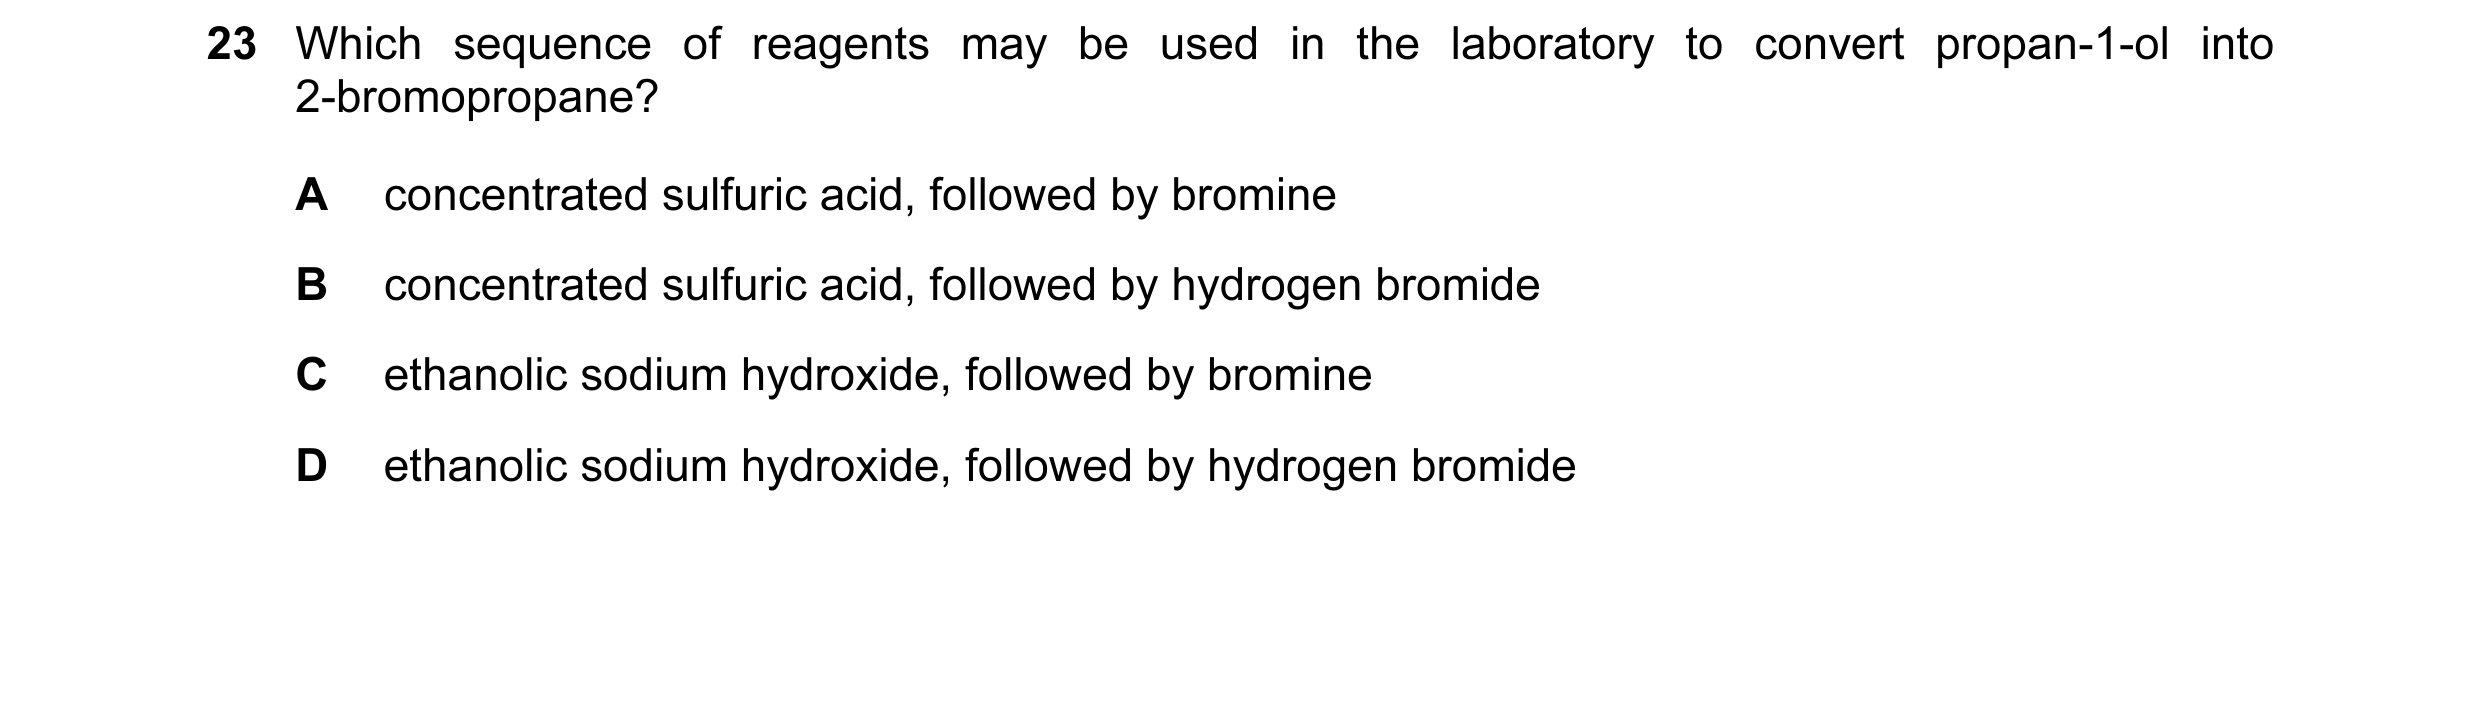 23 Which sequence of reagents may be used in the laboratory to convert propan-1-ol into
2-bromopropane?
A concentrated sulfuric acid, followed by bromine
B concentrated sulfuric acid, followed by hydrogen bromide
C ethanolic sodium hydroxide, followed by bromine
D ethanolic sodium hydroxide, followed by hydrogen bromide